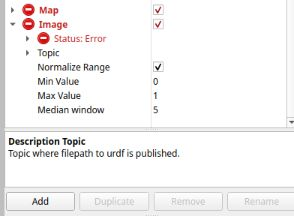 Map
Image
Status: Error
Topic
Normalize Range
Min Value 0
Max Value 1
Median window 5
Description Topic
Topic where filepath to urdf is published.
Add Duplicate Remove Rename